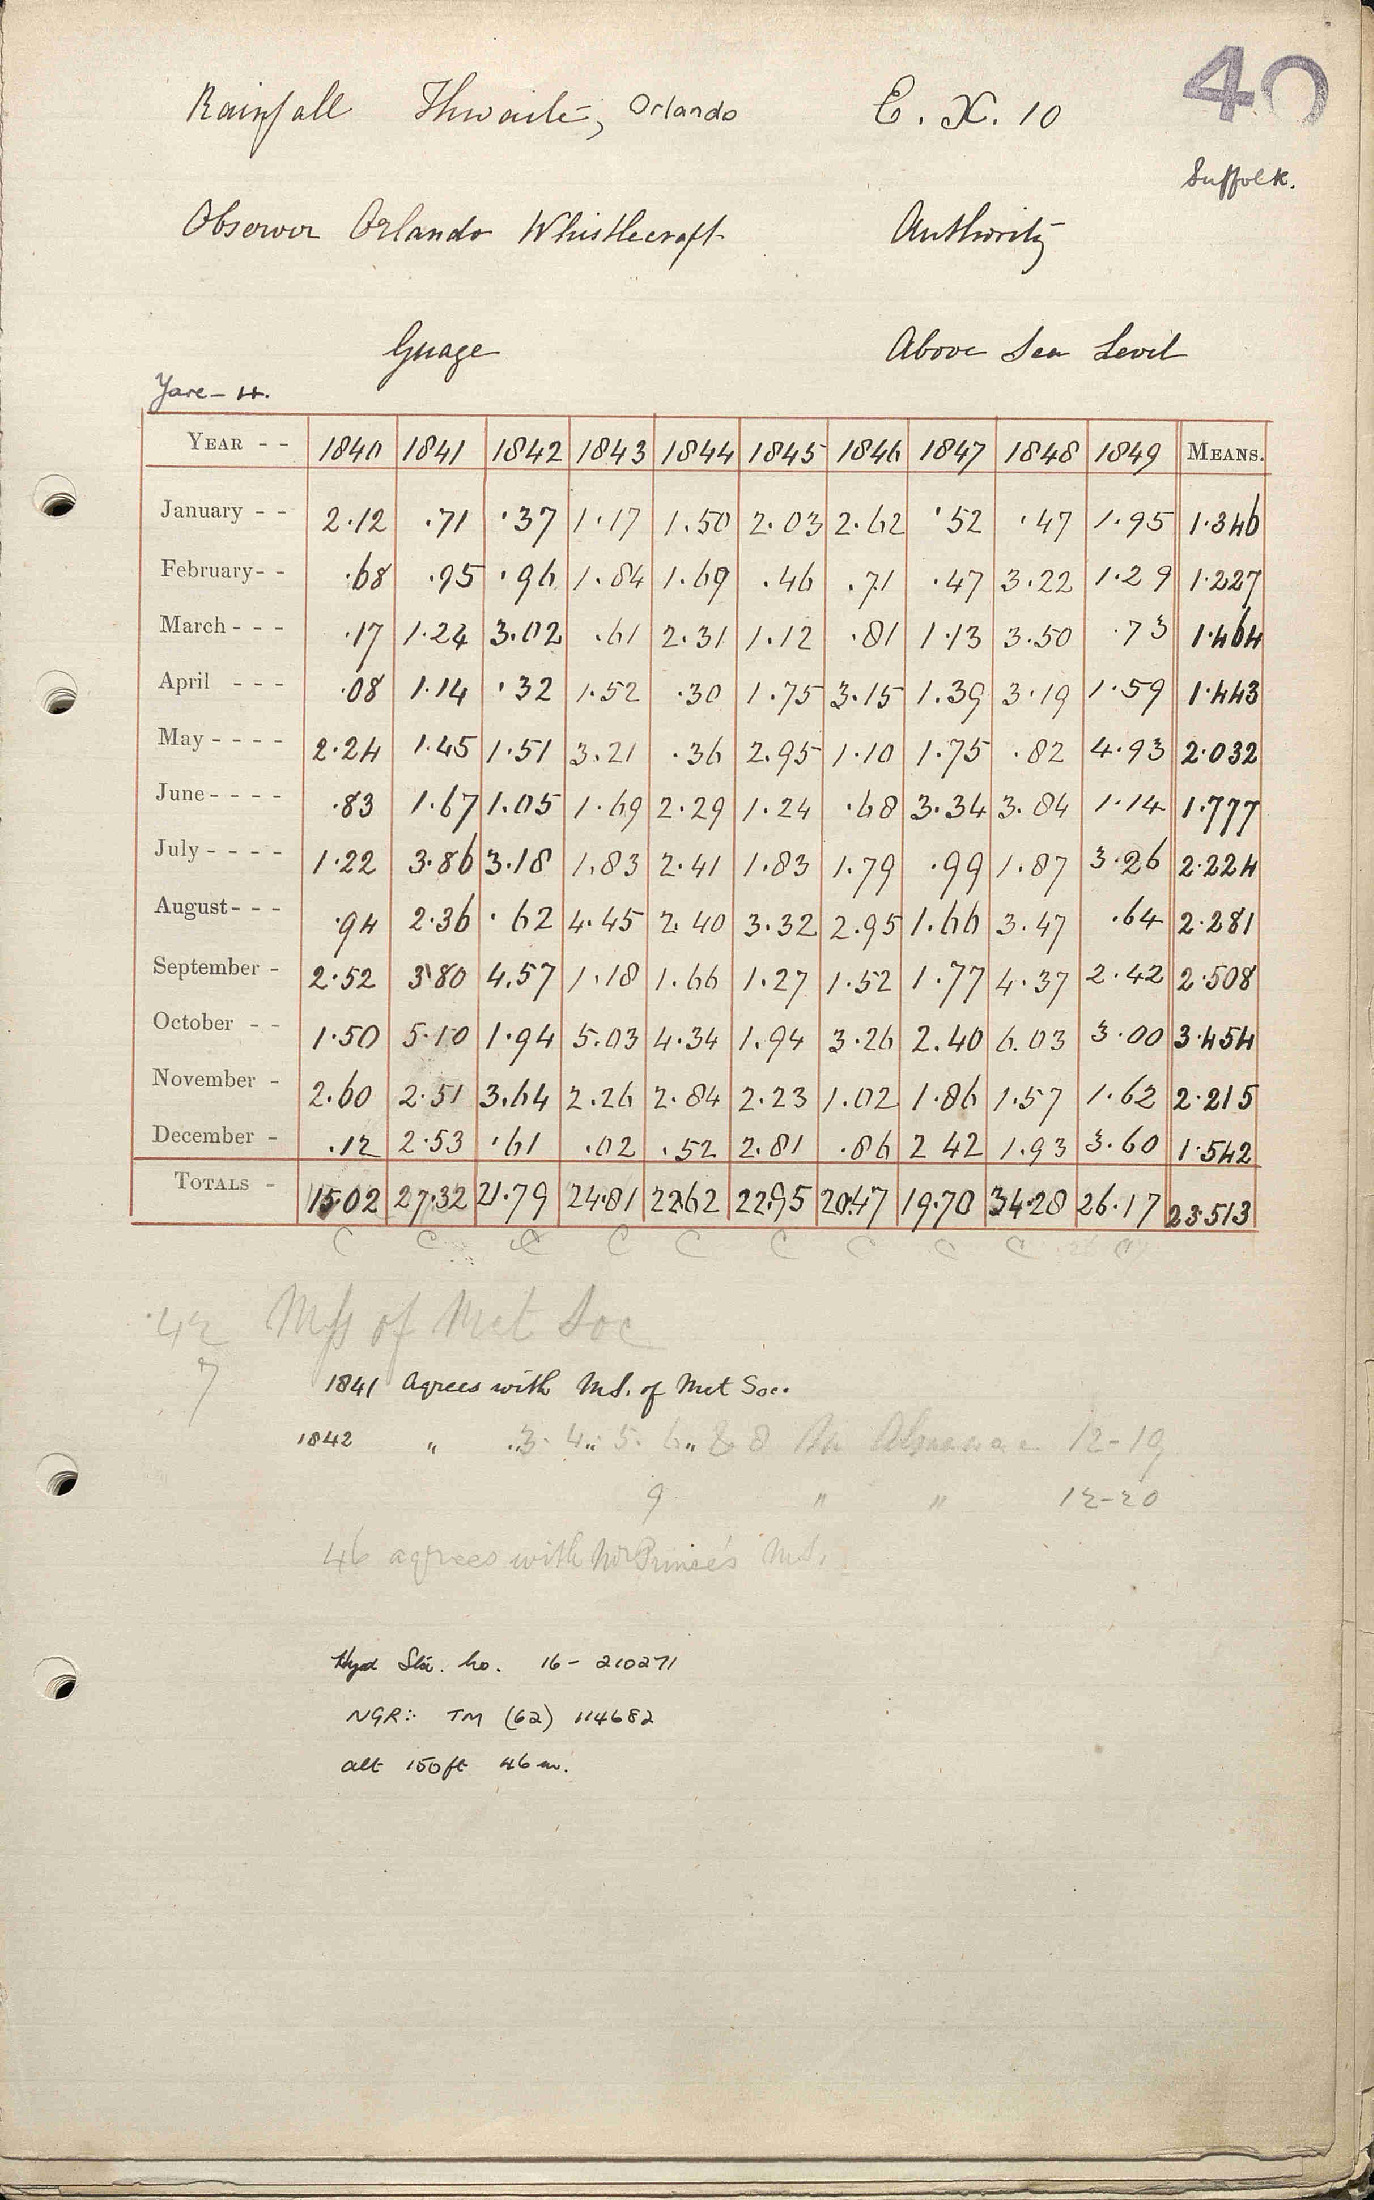 40
Rainfall Thwaite, Orlando E. X. 10
Suffolk.
Observer Orlando Whistlecraft Authority
Guage Above Sea Level
Yare - 4.
YEAR - - 1840 1841 1842 1843 1844 1845 1846 1847 1848 1849 MEANS.
January - - 2.12 .71 .37 1.17 1.50 2.03 2.62 .52 .47 1.95 1.346
February - - .68 .95 .96 1.84 1.69 .46 .71 .47 3.22 1.29 1.227
March - - - .17 1.24 3.02 .61 2.31 1.12 .81 1.13 3.50 .73 1.464
April - - - .08 1.14 .32 1.52 .30 1.75 3.15 1.39 3.19 1.59 1.443
May - - - - 2.24 1.45 1.51 3.21 .36 2.95 1.10 1.75 .82 4.93 2.032
June - - - - .83 1.67 1.05 1.69 2.29 1.24 .68 3.34 3.84 1.14 1.777
July - - - - 1.22 3.86 3.18 1.83 2.41 1.83 1.79 .99 1.87 3.26 2.224
August - - - .94 2.36 .62 4.45 2.40 3.32 2.95 1.66 3.47 .64 2.281
September - 2.52 3.80 4.57 1.18 1.66 1.27 1.52 1.77 4.37 2.42 2.508
October - - 1.50 5.10 1.94 5.03 4.34 1.94 3.26 2.40 6.03 3.00 3.454
November - 2.60 2.51 3.64 2.26 2.84 2.23 1.02 1.86 1.57 1.62 2.215
December - .12 2.53 .61 .02 .52 2.81 .86 2 42 1.93 3.60 1.542
TOTALS - 15.02 27.32 21.79 24.81 22.62 22.95 20.47 19.70 34.28 26.17 23.513
C C C C C C C C C C
.42 Mss of Met Soc
7
1841 agrees with MS. of Met Soc.
1842 " " " " 3. 4. 5. 6. & 8 In Almanac 12-19
9 " " 12-20
46 agrees with Mr Prince's MS.
Hyd Sta. No. 16 - 210271
NGR: TM (62) 114682
alt 150ft 46 m.